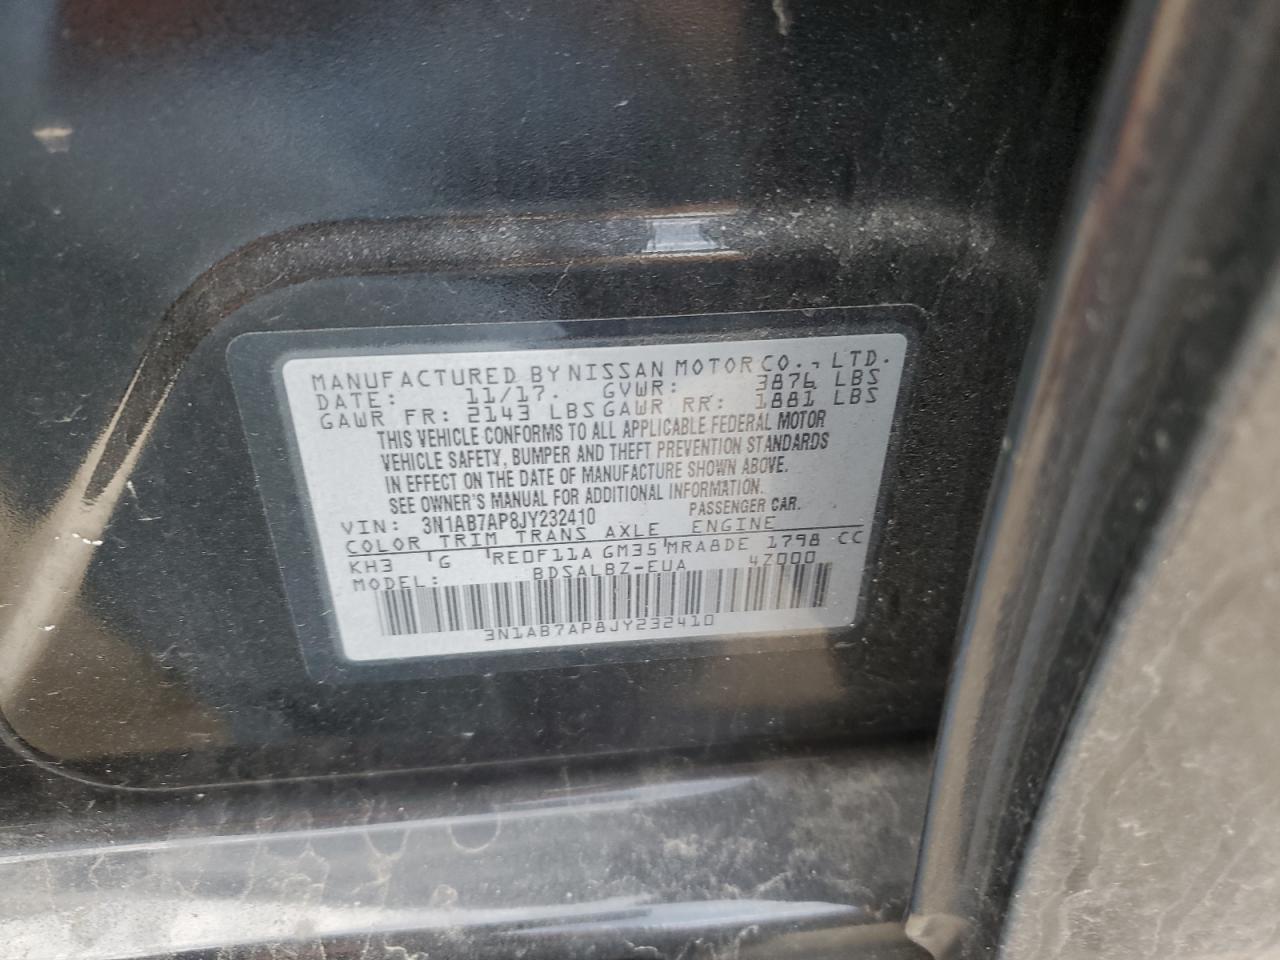 MANUFACTURED BY NISSAN MOTOR CO., LTD.
DATE: 11/17. GVWR: 3876 LBS
GAWR FR: 2143 LBS GAWR RR: 1881 LBS
THIS VEHICLE CONFORMS TO ALL APPLICABLE FEDERAL MOTOR
VEHICLE SAFETY, BUMPER AND THEFT PREVENTION STANDARDS
IN EFFECT ON THE DATE OF MANUFACTURE SHOWN ABOVE.
SEE OWNER'S MANUAL FOR ADDITIONAL INFORMATION.
VIN: 3N1AB7AP8JY232410 PASSENGER CAR.
COLOR TRIM TRANS AXLE ENGINE
KH3 G RE0F11A GM35 MRA8DE 1798 CC
MODEL: BDSALBZ-EUA 4Z000
3N1AB7AP8JY232410